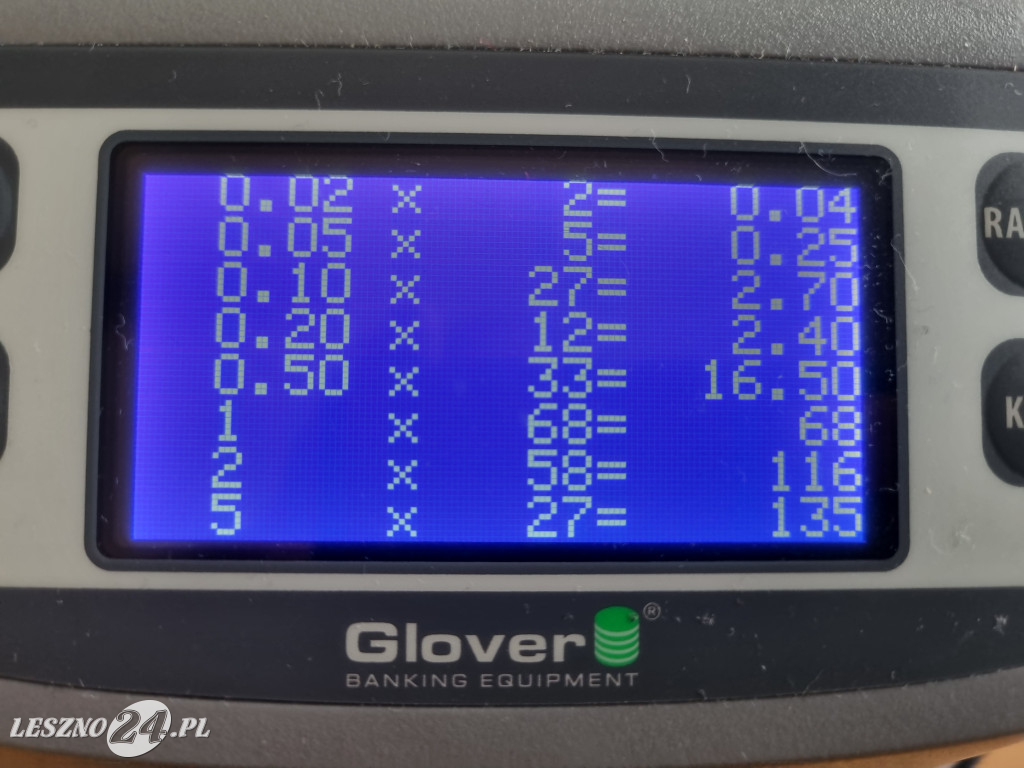 0.02 x 2= 0.04
0.05 x 5= 0.25
0.10 x 27= 2.70
0.20 x 12= 2.40
0.50 x 33= 16.50
1 x 68= 68
2 x 58= 116
5 x 27= 135
RA
K
Glover®
BANKING EQUIPMENT
LESZNO24.PL